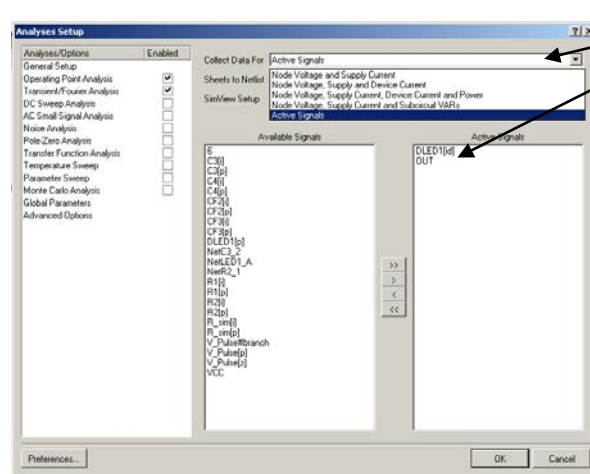 Analyses Setup
Analyses/Options Enabled
General Setup
Operating Point Analysis
Transient/Fourier Analysis
DC Sweep Analysis
AC Small Signal Analysis
Noise Analysis
Pole-Zero Analysis
Transfer Function Analysis
Temperature Sweep
Parameter Sweep
Monte Carlo Analysis
Global Parameters
Advanced Options
Collect Data For Active Signals
Sheets to Netlist
SimView Setup
Node Voltage and Supply Current
Node Voltage, Supply and Device Current
Node Voltage, Supply Current, Device Current and Power
Node Voltage, Supply Current and Subcircuit VARs
Active Signals
Available Signals
6
C3[i]
C3[p]
C4[i]
C4[p]
CF2[i]
CF2[p]
CF3[i]
CF3[p]
DLED1[p]
NetC3_2
NetLED1_A
NetR2_1
R1[i]
R1[p]
R2[i]
R2[p]
R_sim[i]
R_sim[p]
V_Pulse#branch
V_Pulse[p]
V_Pulse[z]
VCC
>>
>
<
<<
Active Signals
DLED1[id]
OUT
Preferences...
OK
Cancel